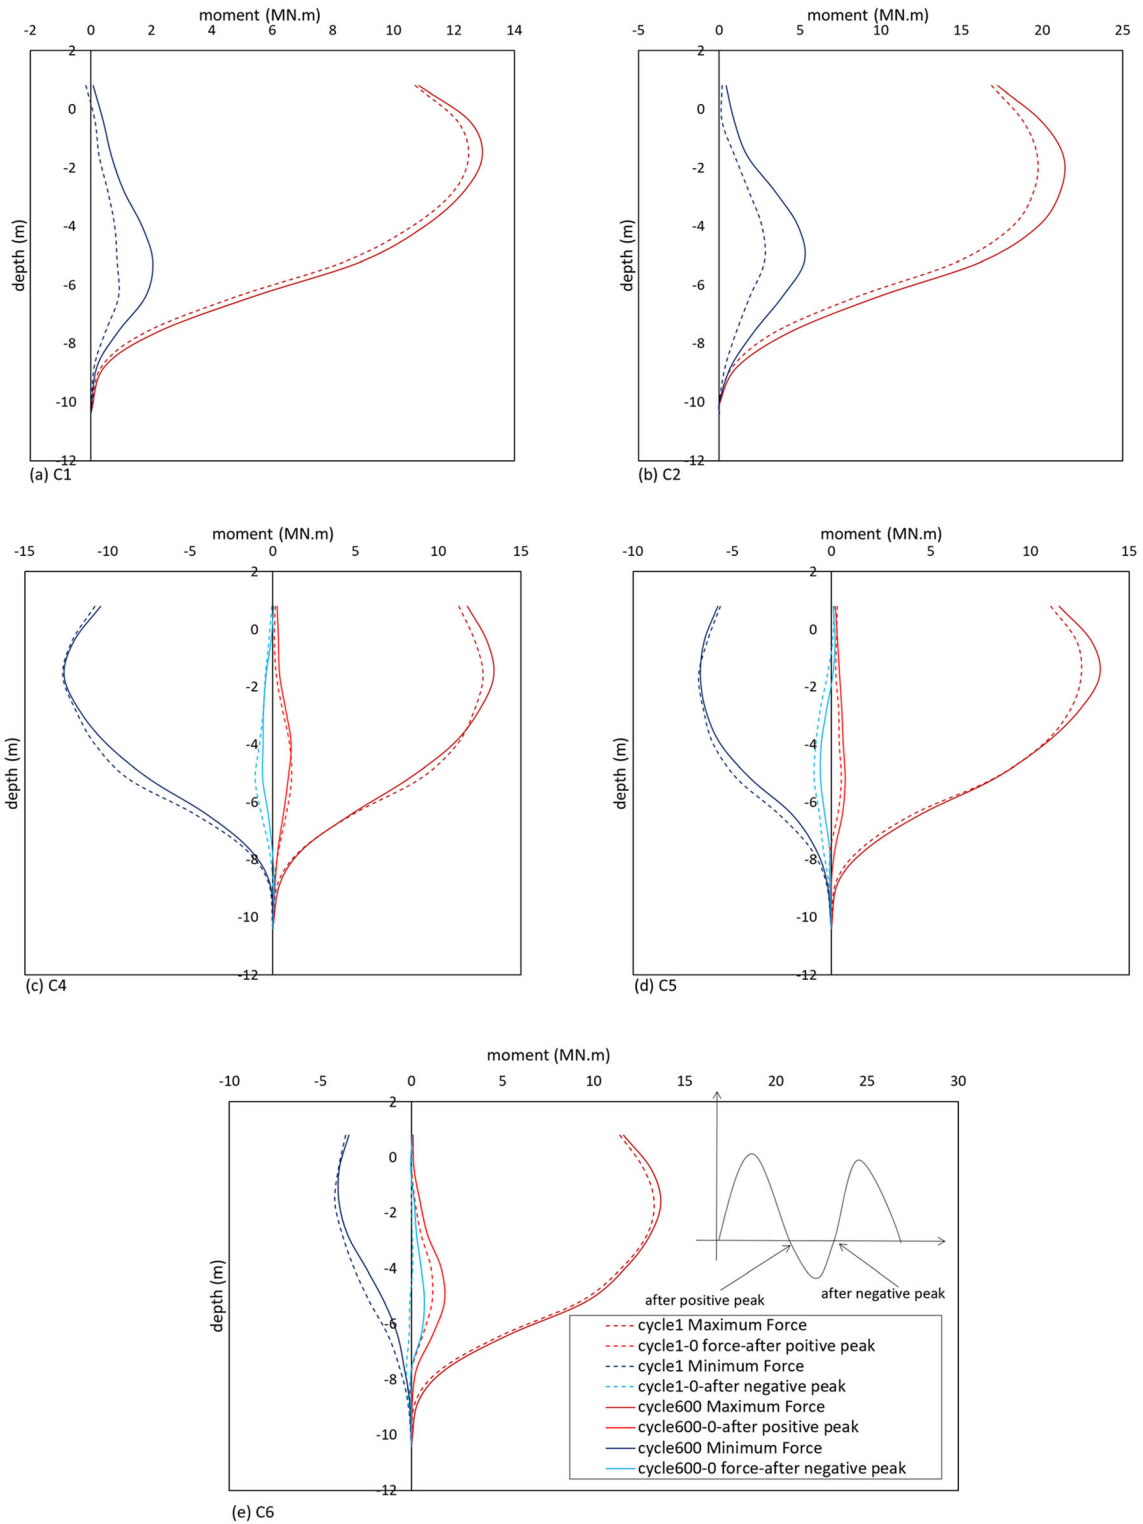 moment (MN.m)
-2 0 2 4 6 8 10 12 14
2
0
-2
-4
-6
-8
-10
-12
depth (m)
(a) C1
moment (MN.m)
-5 0 5 10 15 20 25
2
0
-2
-4
-6
-8
-10
-12
depth (m)
(b) C2
moment (MN.m)
-15 -10 -5 0 5 10 15
2
0
-2
-4
-6
-8
-10
-12
depth (m)
(c) C4
moment (MN.m)
-10 -5 0 5 10 15
2
0
-2
-4
-6
-8
-10
-12
depth (m)
(d) C5
moment (MN.m)
-10 -5 0 5 10 15 20 25 30
2
0
-2
-4
-6
-8
-10
-12
depth (m)
after positive peak
after negative peak
cycle1 Maximum Force
cycle1-0 force-after poitive peak
cycle1 Minimum Force
cycle1-0-after negative peak
cycle600 Maximum Force
cycle600-0-after positive peak
cycle600 Minimum Force
cycle600-0 force-after negative peak
(e) C6